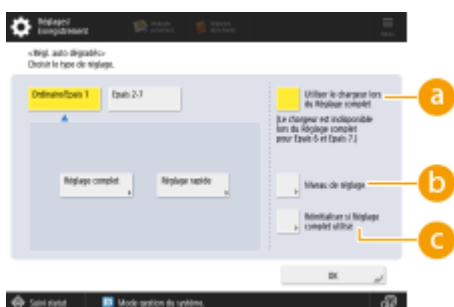 Réglages/
Enregistrement
<Régl. auto dégradés>
Choisir le type de réglage.
Ordinaire/Epais 1
Epais 2-7
Utiliser le chargeur lors
du Réglage complet
a
[Le chargeur est indisponible
lors du Réglage complet
pour Epais 6 et Epais 7.]
Réglage complet
Réglage rapide
Niveau de réglage
b
Réinitialiser si Réglage
complet utilisé
c
OK
Suivi statut
Mode gestion du système.